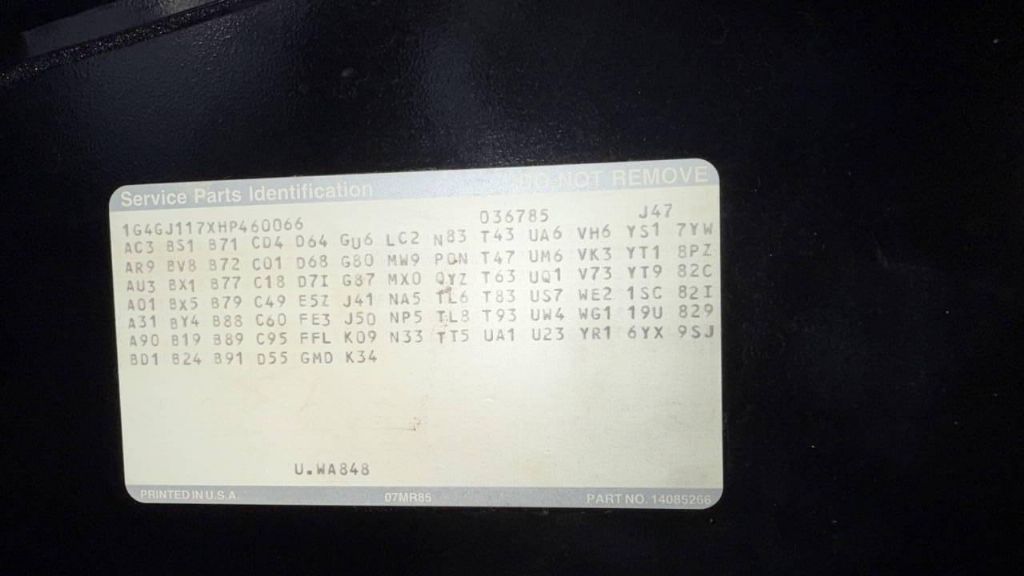 Service Parts Identification DO NOT REMOVE
1G4GJ117XHP460066 036785 J47
AC3 BS1 B71 CD4 D64 GU6 LC2 N83 T43 UA6 VH6 YS1 7YW
AR9 BV8 B72 C01 D68 G80 MW9 PDN T47 UM6 VK3 YT1 8PZ
AU3 BX1 B77 C18 D7I G87 MX0 QYZ T63 UQ1 V73 YT9 82C
A01 BX5 B79 C49 E5Z J41 NA5 TL6 T83 US7 WE2 1SC 82I
A31 BY4 B88 C60 FE3 J50 NP5 TL8 T93 UW4 WG1 19U 829
A90 B19 B89 C95 FFL K09 N33 TT5 UA1 U23 YR1 6YX 9SJ
BD1 B24 B91 D55 GMD K34
U.WA848
PRINTED IN U.S.A. 07MR85 PART NO. 14085266